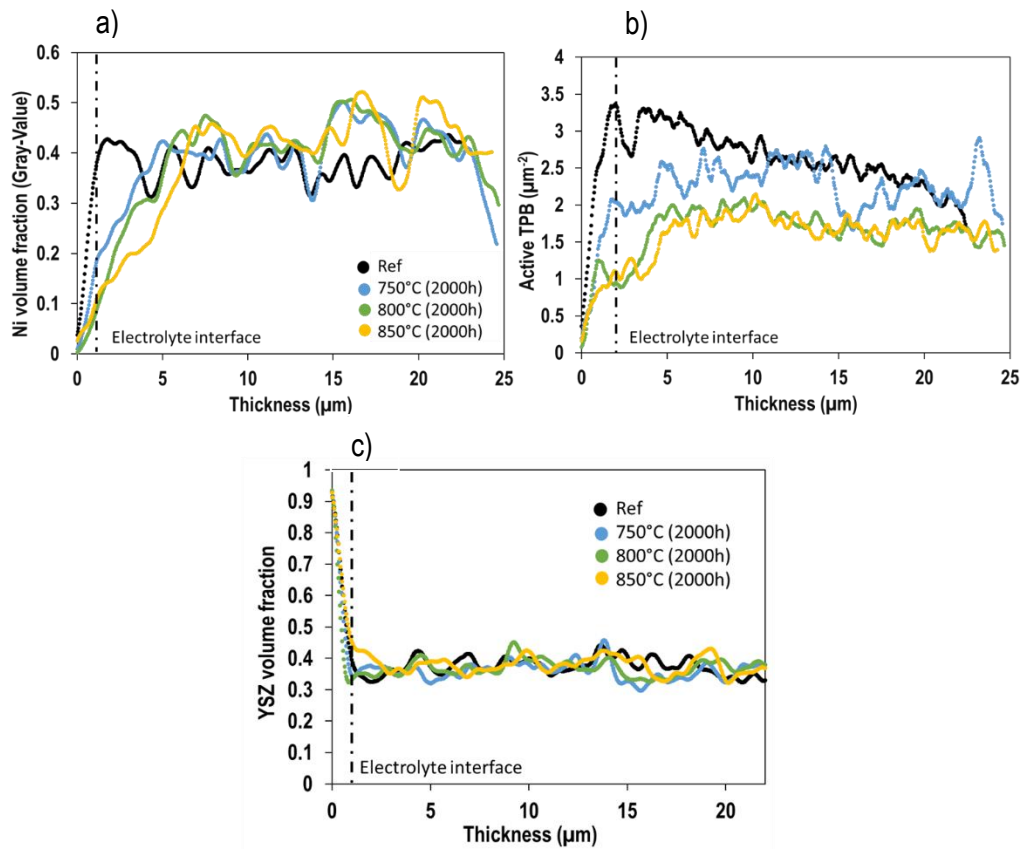 a)
Ni volume fraction (Gray-Value)
0.6
0.5
0.4
0.3
0.2
0.1
0
Ref
750°C (2000h)
800°C (2000h)
850°C (2000h)
Electrolyte interface
0 5 10 15 20 25
Thickness (µm)
b)
Active TPB (µm⁻²)
4
3.5
3
2.5
2
1.5
1
0.5
0
Electrolyte interface
0 5 10 15 20 25
Thickness (µm)
c)
YSZ volume fraction
1
0.9
0.8
0.7
0.6
0.5
0.4
0.3
0.2
0.1
0
Ref
750°C (2000h)
800°C (2000h)
850°C (2000h)
Electrolyte interface
0 5 10 15 20
Thickness (µm)